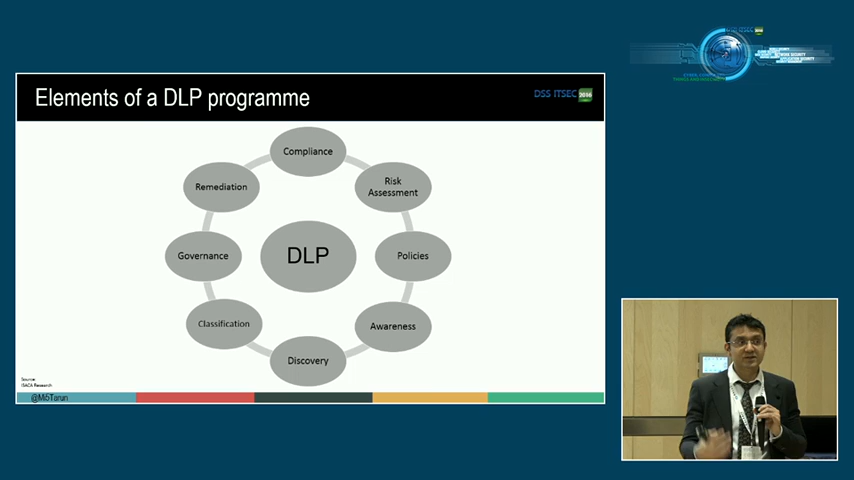 Elements of a DLP programme
DSS ITSEC 2016
Compliance
Remediation
Risk
Assessment
Governance
DLP
Policies
Classification
Awareness
Discovery
Source
ISACA Research
@Mi5Tarun